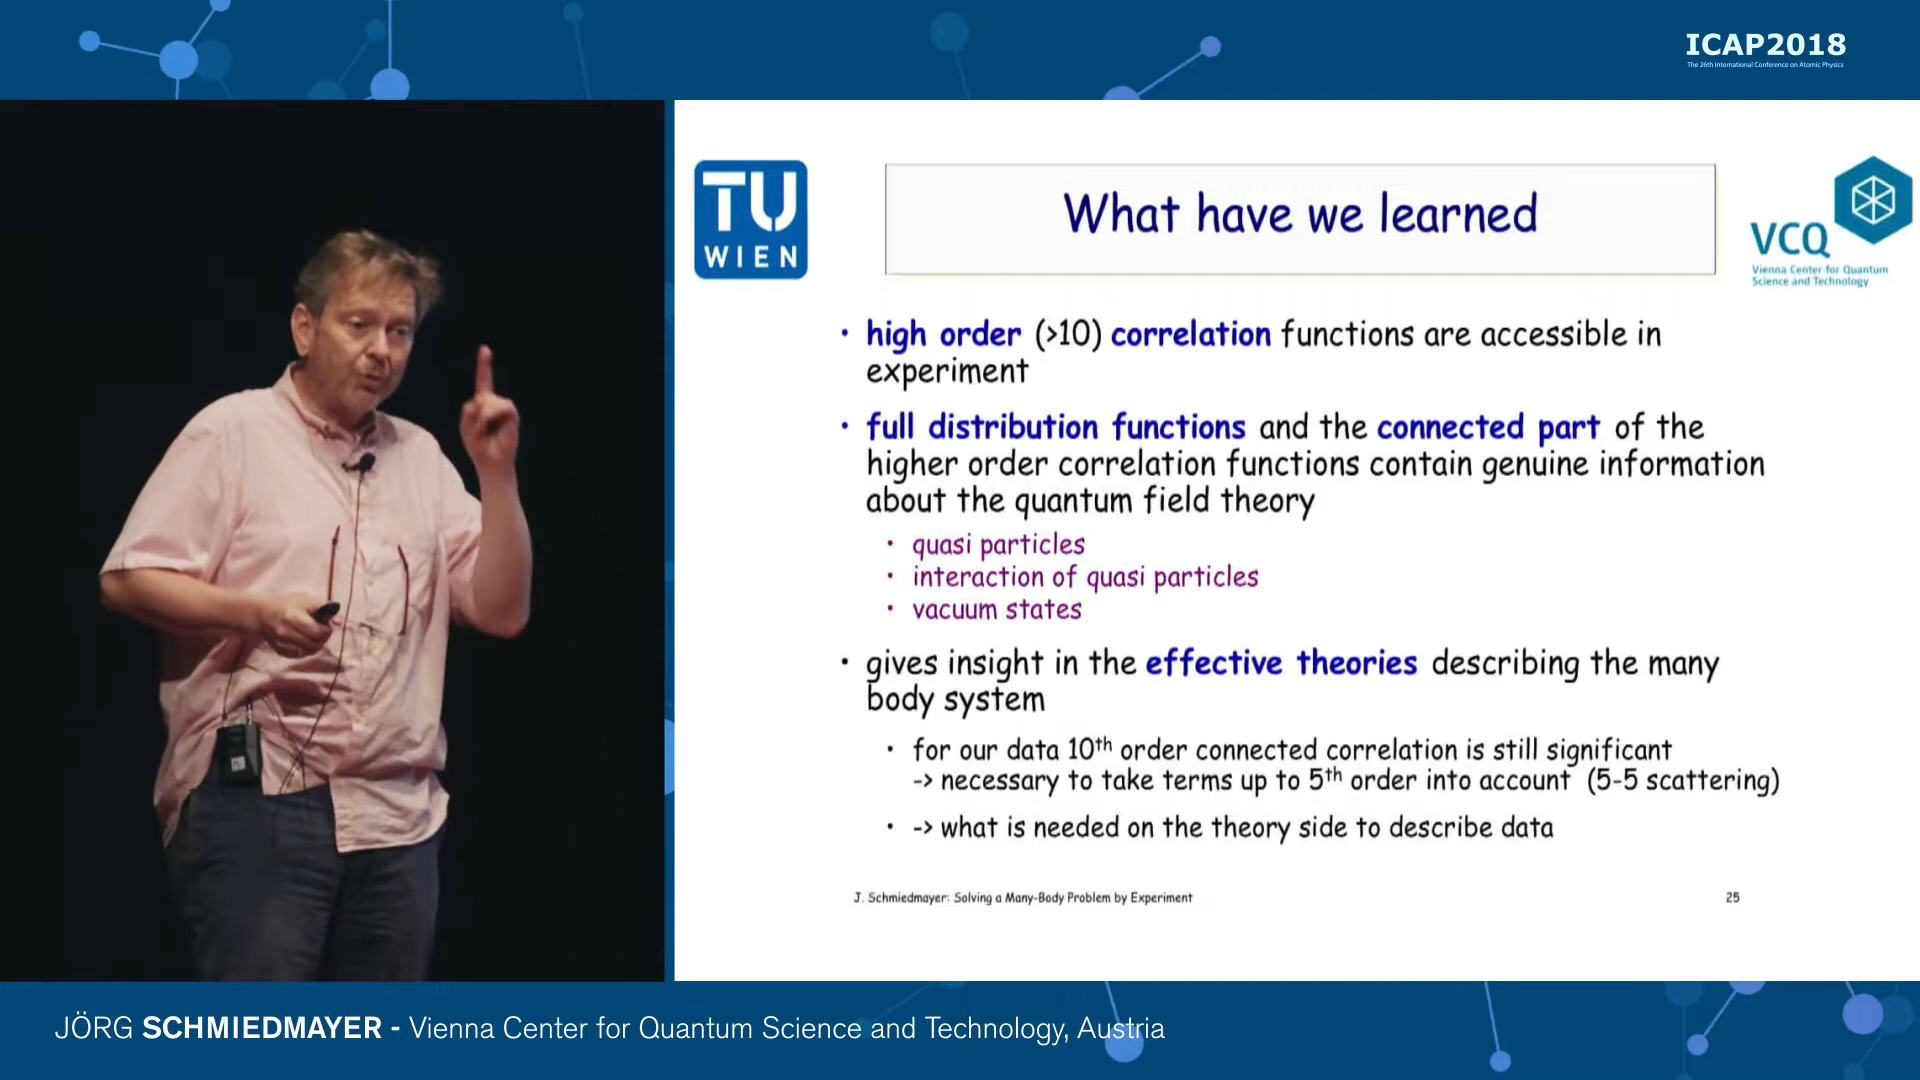 ICAP2018
The 26th International Conference on Atomic Physics
TU
WIEN
What have we learned
VCQ
Vienna Center for Quantum
Science and Technology
• high order (>10) correlation functions are accessible in
experiment
• full distribution functions and the connected part of the
higher order correlation functions contain genuine information
about the quantum field theory
• quasi particles
• interaction of quasi particles
• vacuum states
• gives insight in the effective theories describing the many
body system
• for our data 10th order connected correlation is still significant
-> necessary to take terms up to 5th order into account (5-5 scattering)
• -> what is needed on the theory side to describe data
J. Schmiedmayer: Solving a Many-Body Problem by Experiment
25
JÖRG SCHMIEDMAYER - Vienna Center for Quantum Science and Technology, Austria